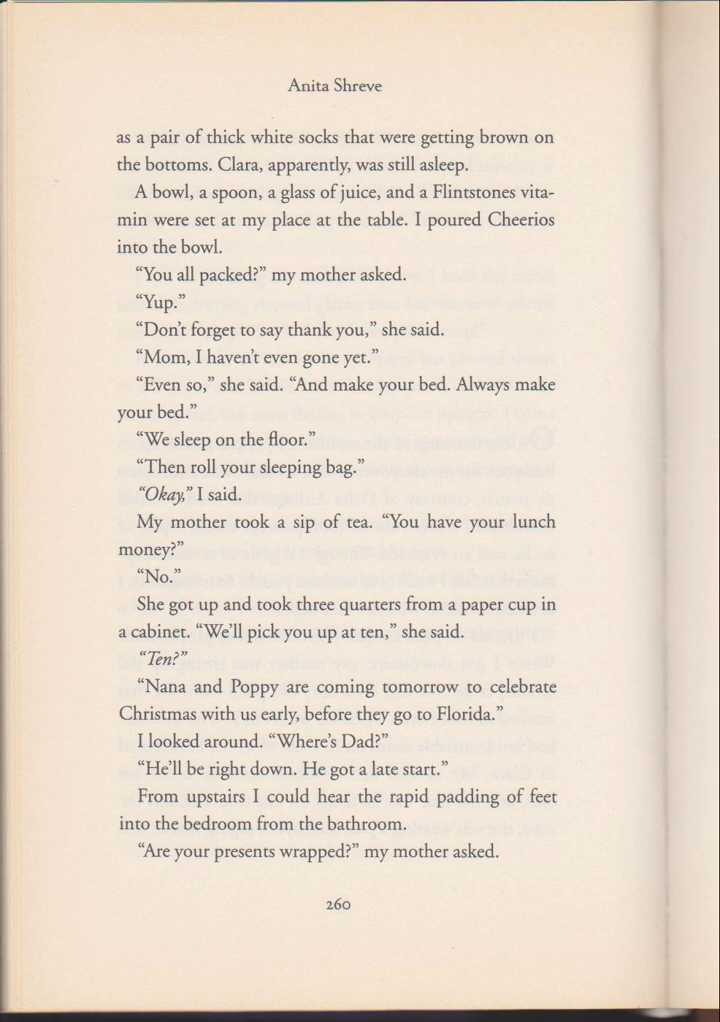 Anita Shreve
as a pair of thick white socks that were getting brown on
the bottoms. Clara, apparently, was still asleep.
A bowl, a spoon, a glass of juice, and a Flintstones vita-
min were set at my place at the table. I poured Cheerios
into the bowl.
“You all packed?” my mother asked.
“Yup.”
“Don’t forget to say thank you,” she said.
“Mom, I haven’t even gone yet.”
“Even so,” she said. “And make your bed. Always make
your bed.”
“We sleep on the floor.”
“Then roll your sleeping bag.”
“Okay,” I said.
My mother took a sip of tea. “You have your lunch
money?”
“No.”
She got up and took three quarters from a paper cup in
a cabinet. “We’ll pick you up at ten,” she said.
“Ten?”
“Nana and Poppy are coming tomorrow to celebrate
Christmas with us early, before they go to Florida.”
I looked around. “Where’s Dad?”
“He’ll be right down. He got a late start.”
From upstairs I could hear the rapid padding of feet
into the bedroom from the bathroom.
“Are your presents wrapped?” my mother asked.
260